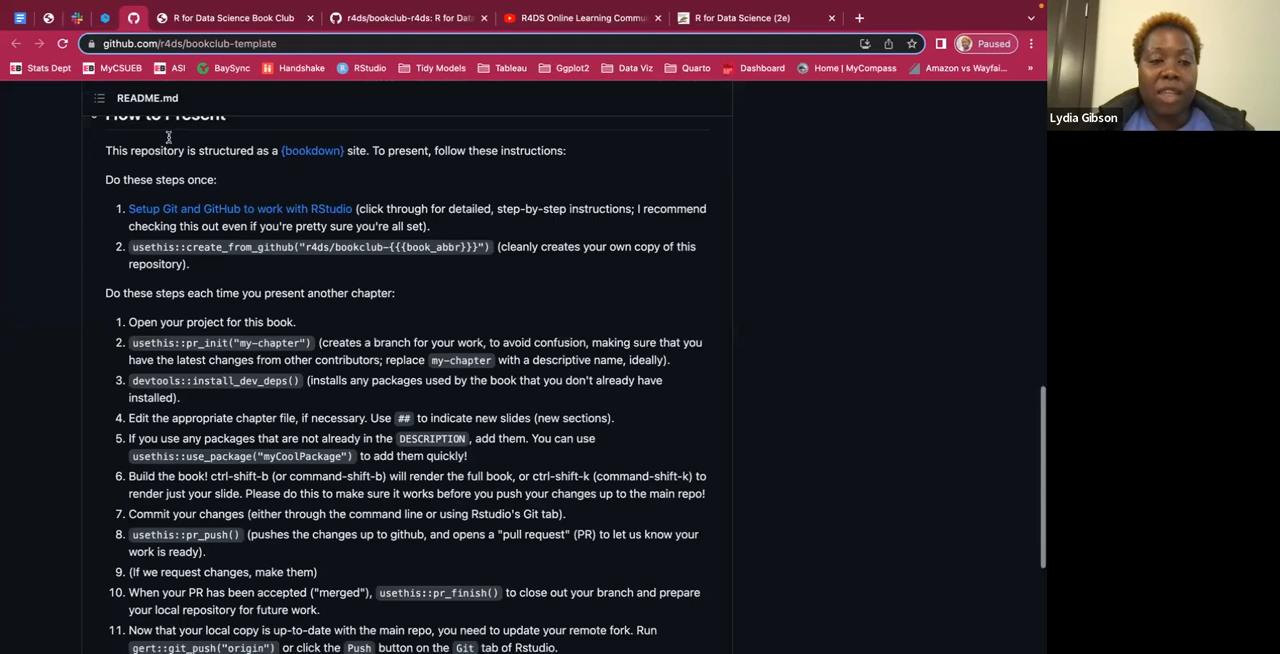 R for Data Science Book Club
r4ds/bookclub-r4ds: R for Data
R4DS Online Learning Commu
R for Data Science (2e)
github.com/r4ds/bookclub-template
Paused
Stats Dept
MyCSUEB
ASI
BaySync
Handshake
RStudio
Tidy Models
Tableau
Ggplot2
Data Viz
Quarto
Dashboard
Home | MyCompass
Amazon vs Wayfai...
Lydia Gibson
README.md
How to Present
This repository is structured as a {bookdown} site. To present, follow these instructions:
Do these steps once:
1. Setup Git and GitHub to work with RStudio (click through for detailed, step-by-step instructions; I recommend
checking this out even if you're pretty sure you're all set).
2. usethis::create_from_github("r4ds/bookclub-{{{book_abbr}}}") (cleanly creates your own copy of this
repository).
Do these steps each time you present another chapter:
1. Open your project for this book.
2. usethis::pr_init("my-chapter") (creates a branch for your work, to avoid confusion, making sure that you
have the latest changes from other contributors; replace my-chapter with a descriptive name, ideally).
3. devtools::install_dev_deps() (installs any packages used by the book that you don't already have
installed).
4. Edit the appropriate chapter file, if necessary. Use ## to indicate new slides (new sections).
5. If you use any packages that are not already in the DESCRIPTION, add them. You can use
usethis::use_package("myCoolPackage") to add them quickly!
6. Build the book! ctrl-shift-b (or command-shift-b) will render the full book, or ctrl-shift-k (command-shift-k) to
render just your slide. Please do this to make sure it works before you push your changes up to the main repo!
7. Commit your changes (either through the command line or using Rstudio's Git tab).
8. usethis::pr_push() (pushes the changes up to github, and opens a "pull request" (PR) to let us know your
work is ready).
9. (If we request changes, make them)
10. When your PR has been accepted ("merged"), usethis::pr_finish() to close out your branch and prepare
your local repository for future work.
11. Now that your local copy is up-to-date with the main repo, you need to update your remote fork. Run
gert::git_push("origin") or click the Push button on the Git tab of Rstudio.